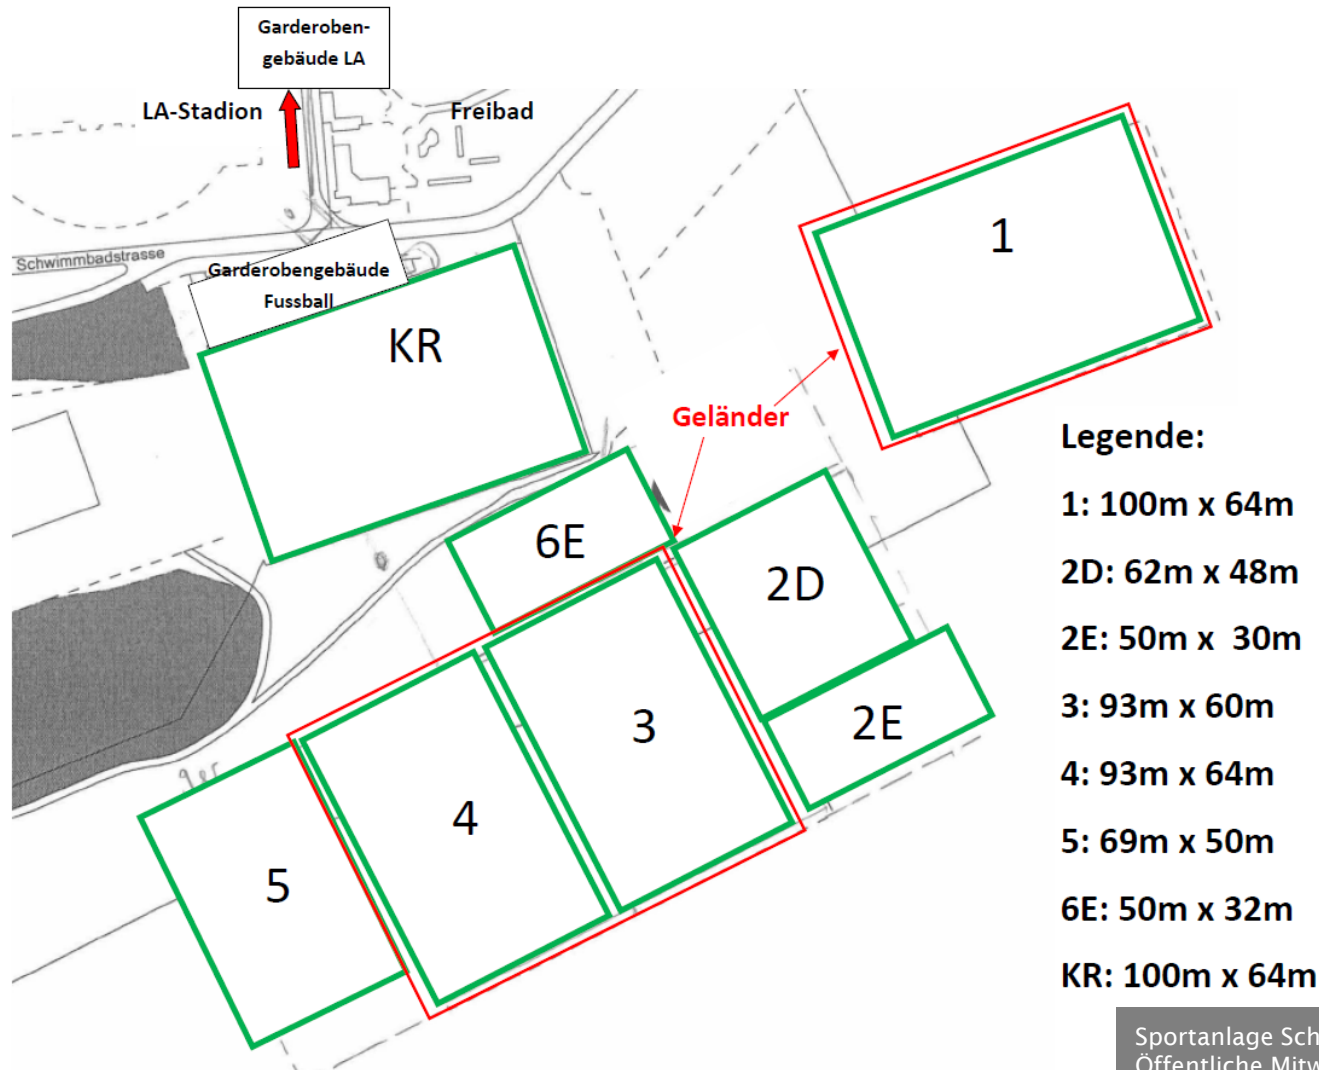 Garderoben-
gebäude LA
LA-Stadion
Freibad
Schwimmbadstrasse
Garderobengebäude
Fussball
KR
1
Geländer
6E
2D
3
2E
4
5
Legende:
1: 100m x 64m
2D: 62m x 48m
2E: 50m x 30m
3: 93m x 60m
4: 93m x 64m
5: 69m x 50m
6E: 50m x 32m
KR: 100m x 64m
Sportanlage Sch
Öffentliche Mitw